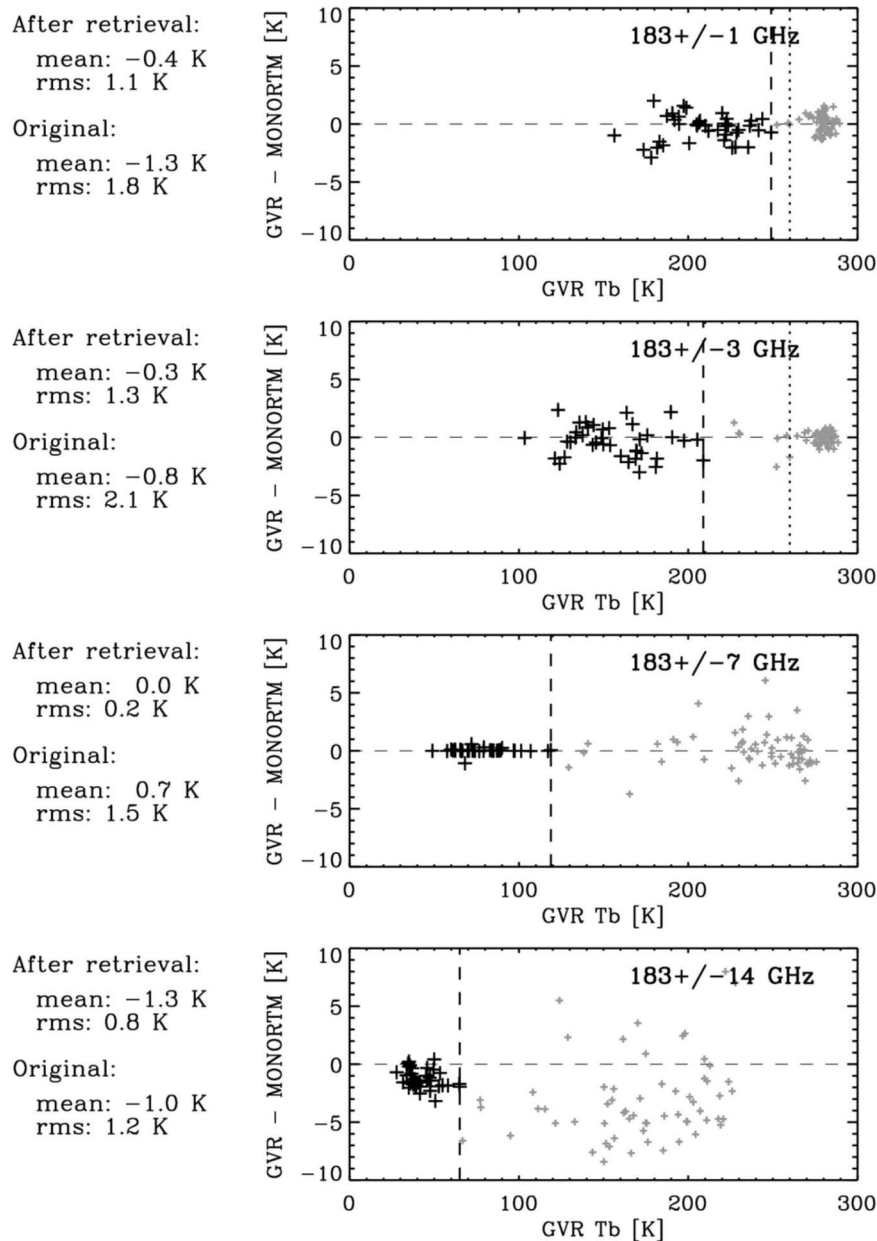 After retrieval:
mean: −0.4 K
rms: 1.1 K
Original:
mean: −1.3 K
rms: 1.8 K
GVR − MONORTM [K]
10
5
0
−5
−10
183+/−1 GHz
0
100
200
300
GVR Tb [K]
After retrieval:
mean: −0.3 K
rms: 1.3 K
Original:
mean: −0.8 K
rms: 2.1 K
GVR − MONORTM [K]
10
5
0
−5
−10
183+/−3 GHz
0
100
200
300
GVR Tb [K]
After retrieval:
mean: 0.0 K
rms: 0.2 K
Original:
mean: 0.7 K
rms: 1.5 K
GVR − MONORTM [K]
10
5
0
−5
−10
183+/−7 GHz
0
100
200
300
GVR Tb [K]
After retrieval:
mean: −1.3 K
rms: 0.8 K
Original:
mean: −1.0 K
rms: 1.2 K
GVR − MONORTM [K]
10
5
0
−5
−10
183+/−14 GHz
0
100
200
300
GVR Tb [K]